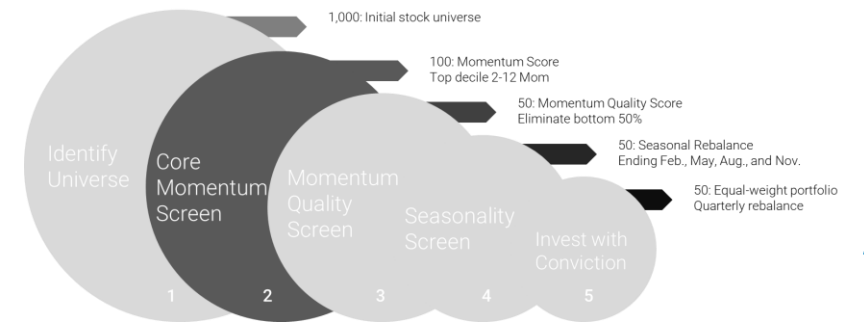 1,000: Initial stock universe
100: Momentum Score
Top decile 2-12 Mom
50: Momentum Quality Score
Eliminate bottom 50%
50: Seasonal Rebalance
Ending Feb., May, Aug., and Nov.
50: Equal-weight portfolio
Quarterly rebalance
Identify
Universe
1
Core
Momentum
Screen
2
Momentum
Quality
Screen
3
Seasonality
Screen
4
Invest with
Conviction
5